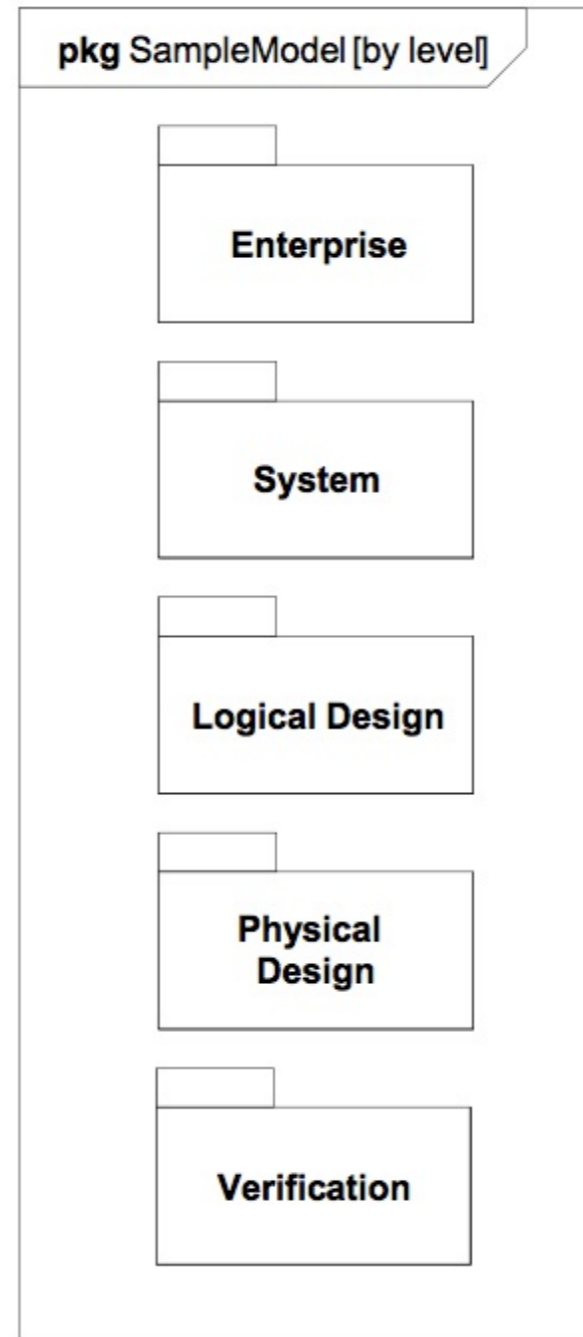 pkg SampleModel [by level]
Enterprise
System
Logical Design
Physical
Design
Verification